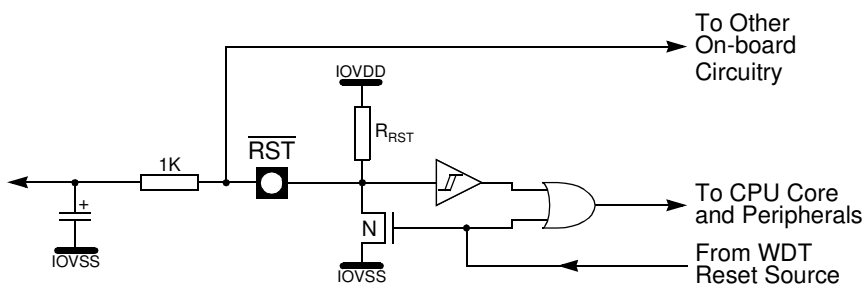 To Other
On-board
Circuitry
IOVDD
R_RST
RST
1K
+
N
IOVSS
IOVSS
To CPU Core
and Peripherals
From WDT
Reset Source